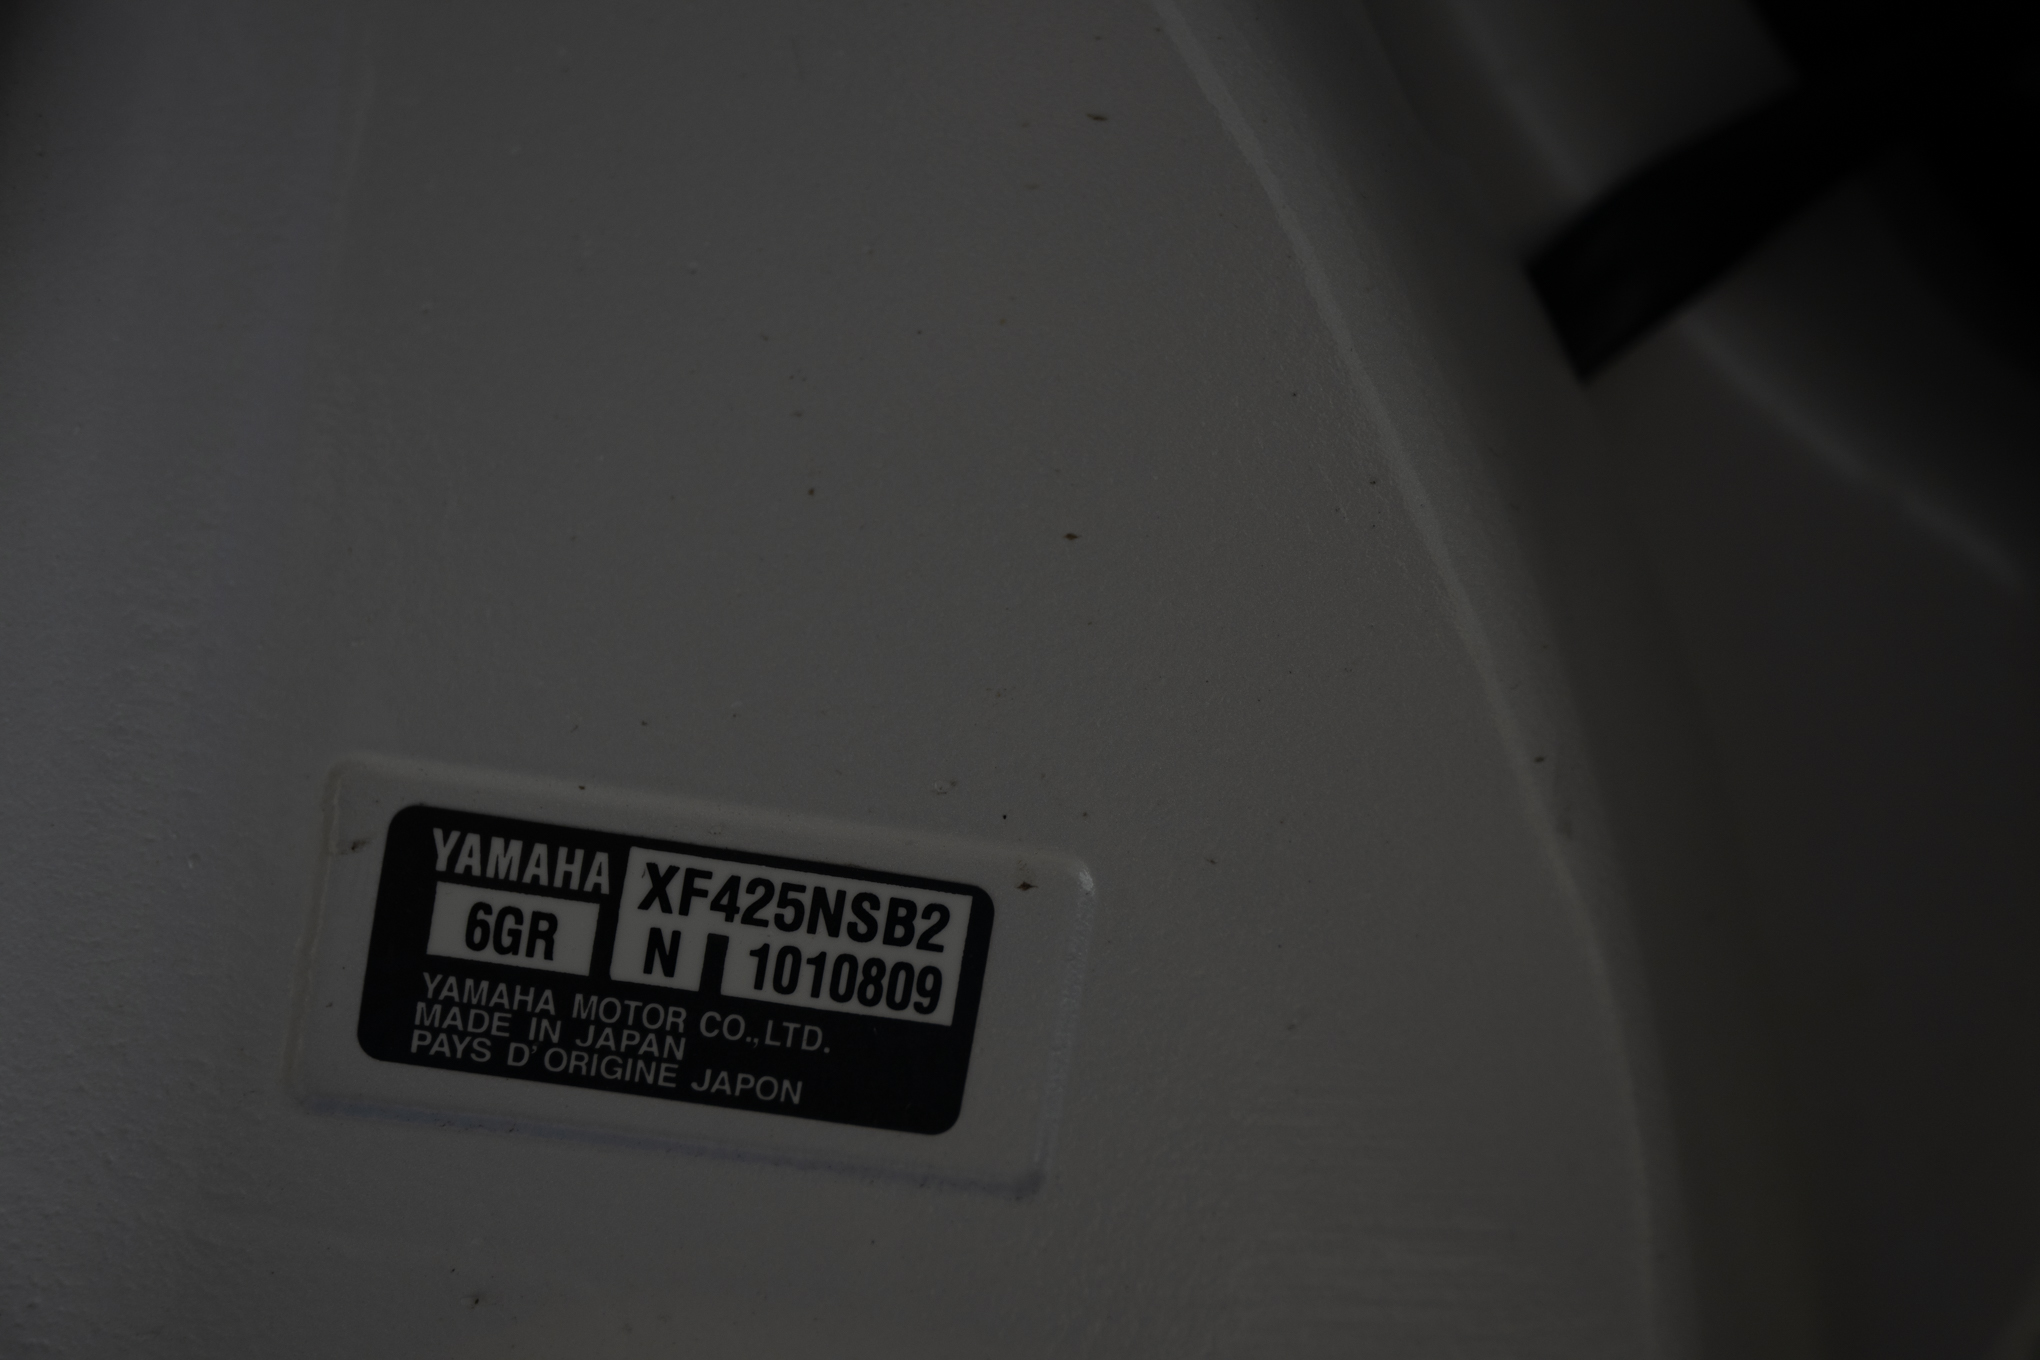 YAMAHA XF425NSB2
6GR N 1010809
YAMAHA MOTOR CO.,LTD.
MADE IN JAPAN
PAYS D'ORIGINE JAPON